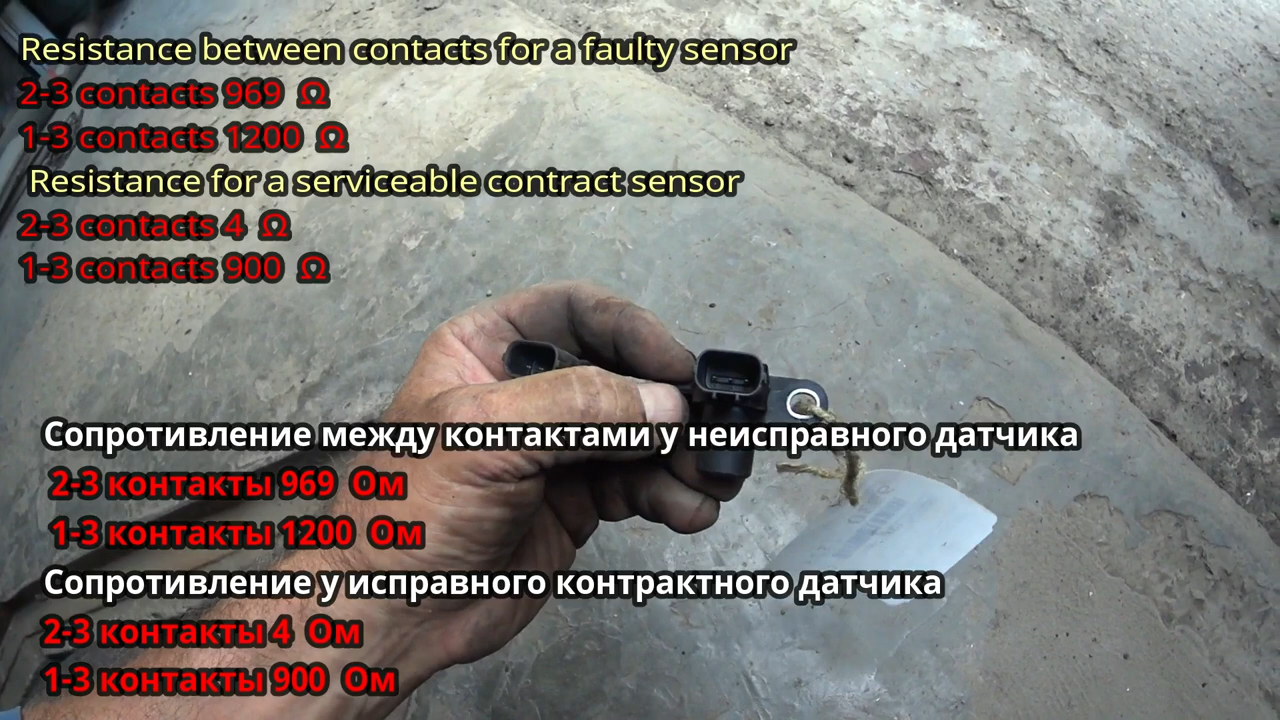 Resistance between contacts for a faulty sensor
2-3 contacts 969 Ω
1-3 contacts 1200 Ω
Resistance for a serviceable contract sensor
2-3 contacts 4 Ω
1-3 contacts 900 Ω
Сопротивление между контактами у неисправного датчика
2-3 контакты 969 Ом
1-3 контакты 1200 Ом
Сопротивление у исправного контрактного датчика
2-3 контакты 4 Ом
1-3 контакты 900 Ом